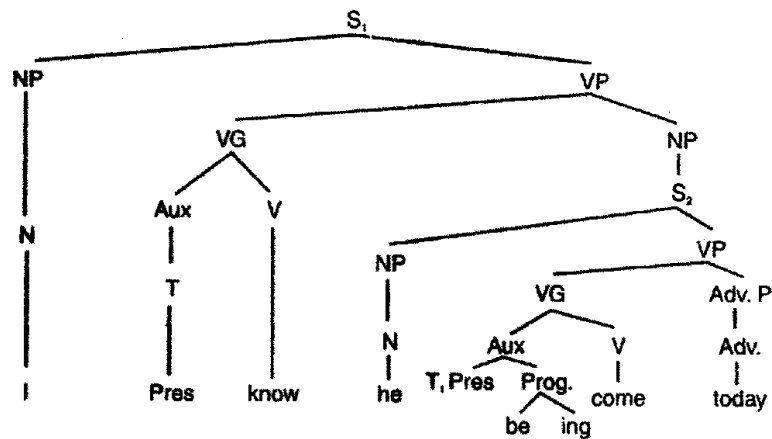 S₁
NP VP
VG NP
Aux V S₂
N NP VP
T VG Adv. P
N Aux V Adv.
I Pres know he T, Pres Prog. come today
be ing